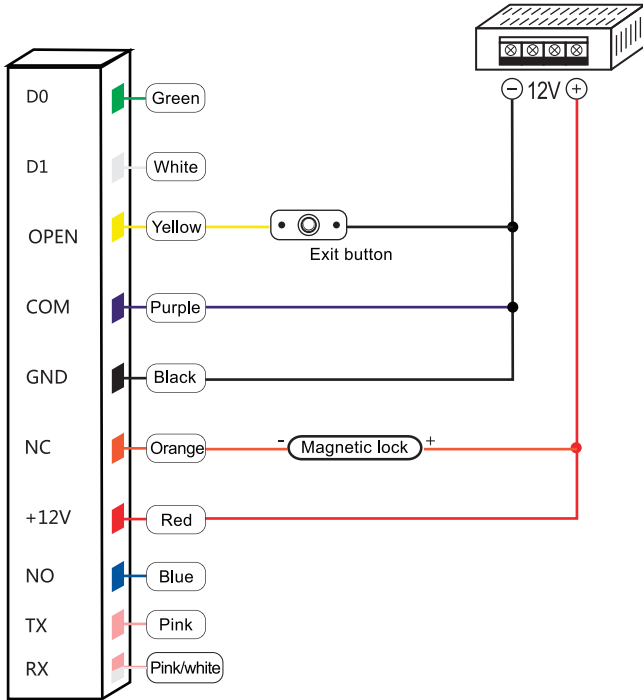 − 12V +
D0 Green
D1 White
OPEN Yellow
Exit button
COM Purple
GND Black
NC Orange - Magnetic lock +
+12V Red
NO Blue
TX Pink
RX Pink/white